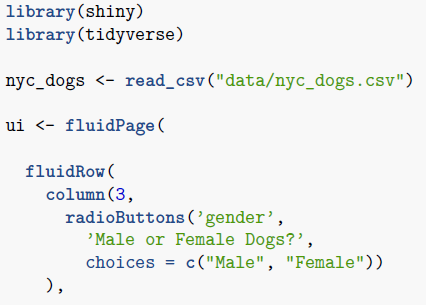 library(shiny)
library(tidyverse)
nyc_dogs <- read_csv("data/nyc_dogs.csv")
ui <- fluidPage(
fluidRow(
column(3,
radioButtons(’gender’,
’Male or Female Dogs?’,
choices = c("Male", "Female"))
),